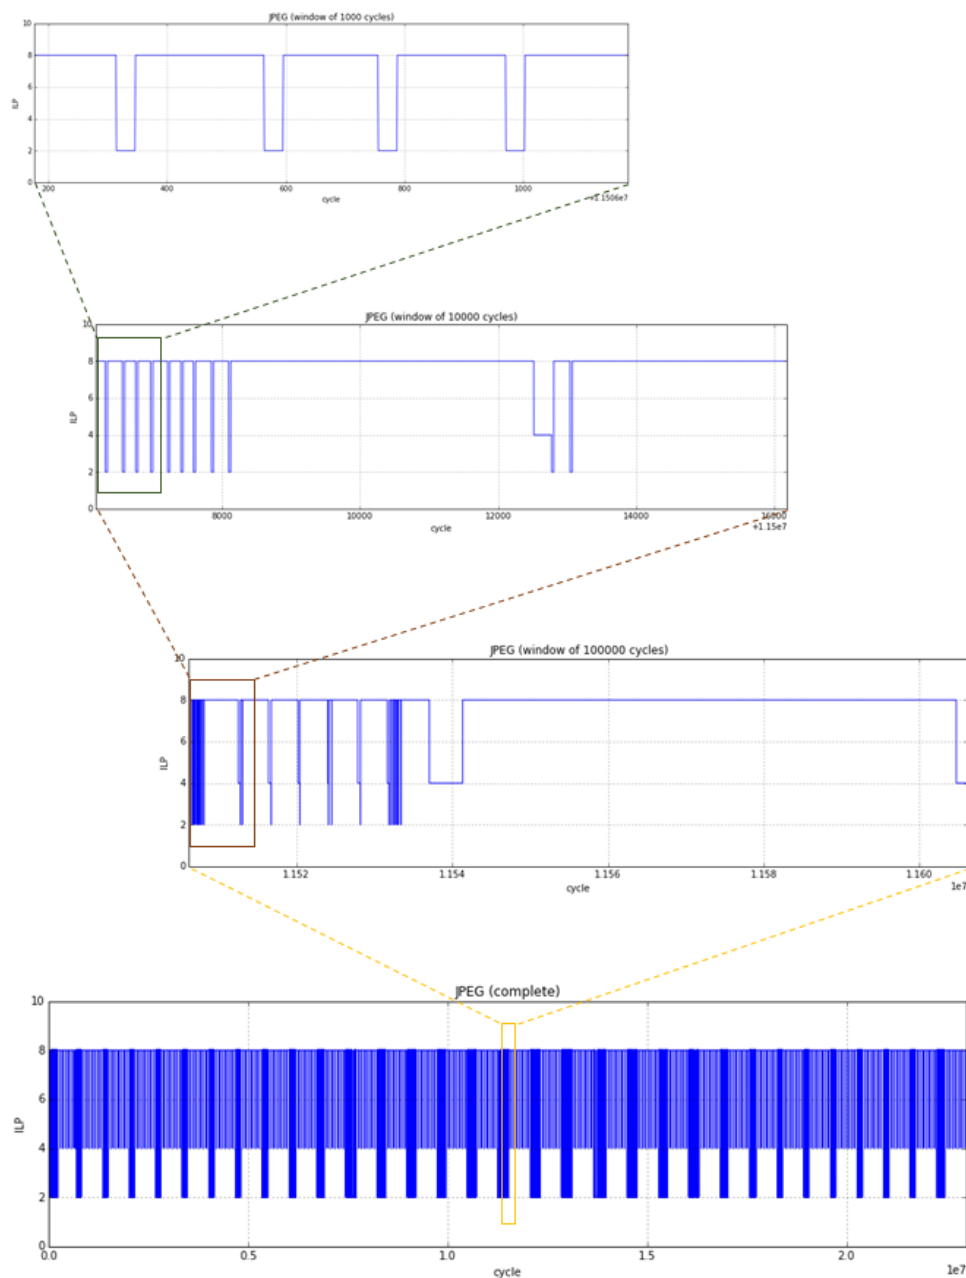 JPEG (window of 1000 cycles)
10
8
6
4
2
0
ILP
200 400 600 800 1000
cycle
+1.1506e7
JPEG (window of 10000 cycles)
10
8
6
4
2
0
ILP
8000 10000 12000 14000 16000
cycle
+1.15e7
JPEG (window of 100000 cycles)
10
8
6
4
2
0
ILP
1.152 1.154 1.156 1.158 1.160
cycle
1e7
JPEG (complete)
10
8
6
4
2
0
ILP
0.0 0.5 1.0 1.5 2.0
cycle
1e7